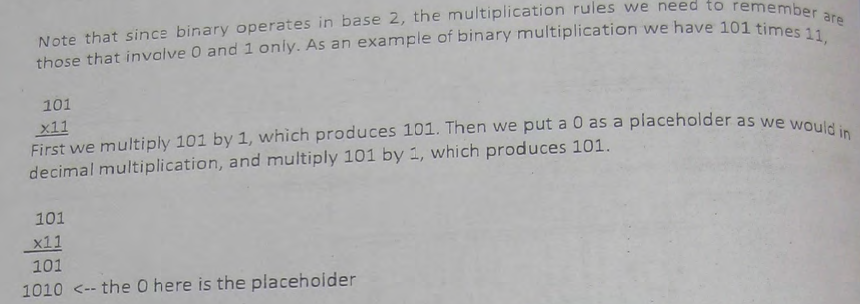 Note that since binary operates in base 2, the multiplication rules we need to remember are
those that involve 0 and 1 only. As an example of binary multiplication we have 101 times 11,
101
x11
First we multiply 101 by 1, which produces 101. Then we put a 0 as a placeholder as we would in
decimal multiplication, and multiply 101 by 1, which produces 101.
101
x11
101
1010 <-- the 0 here is the placeholder